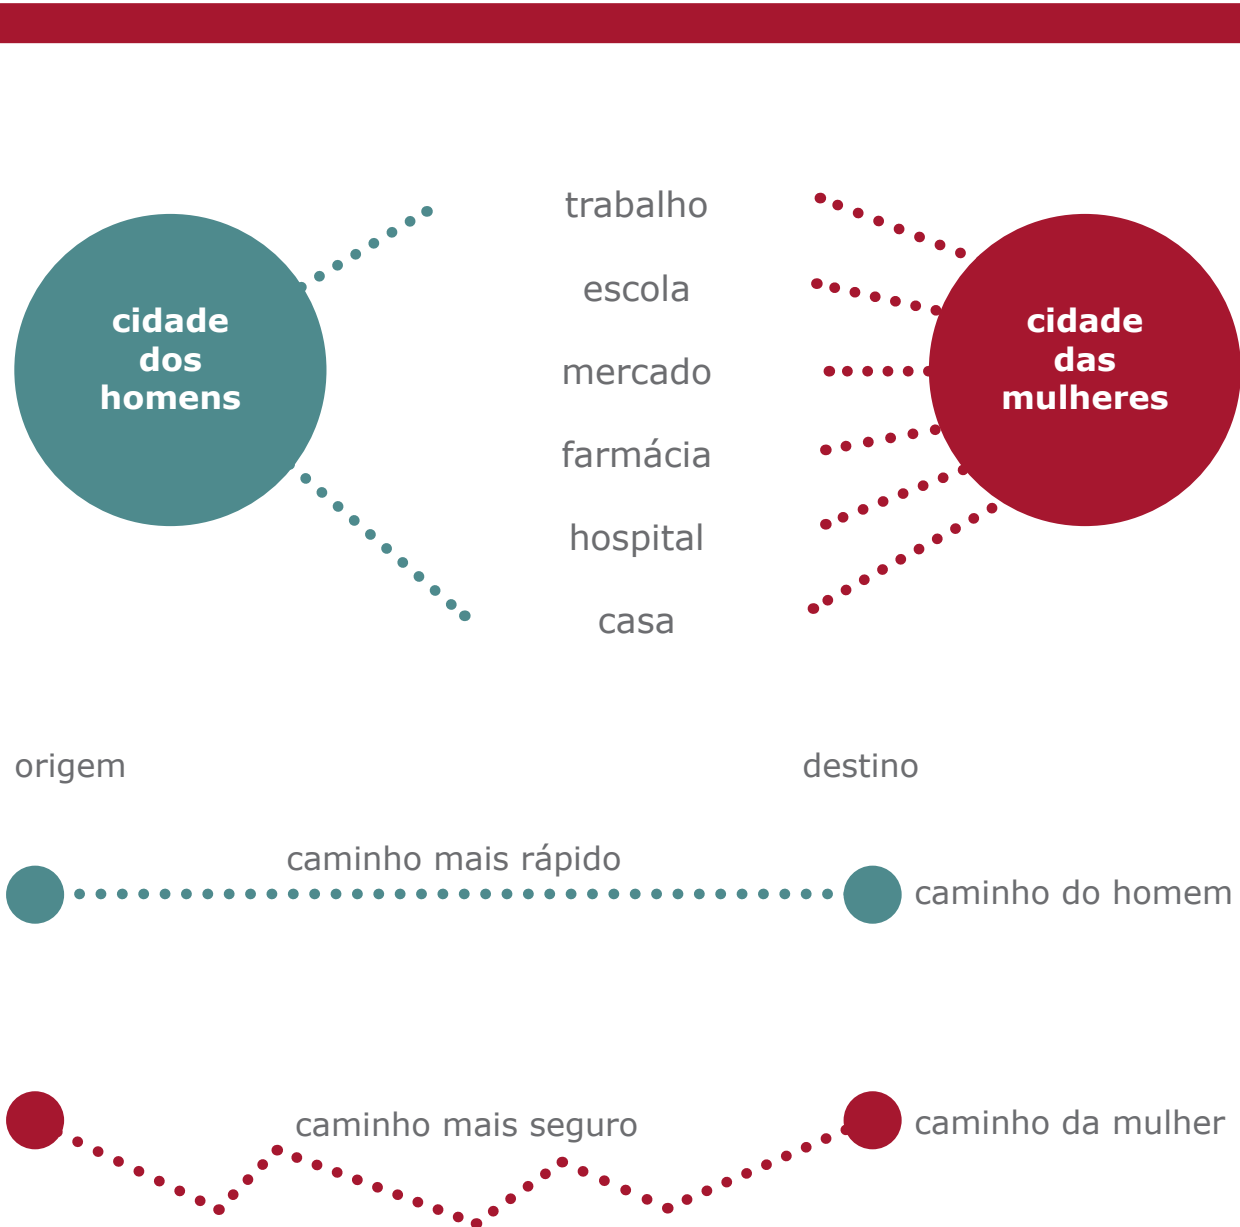 cidade
dos
homens
trabalho
escola
mercado
farmácia
hospital
casa
cidade
das
mulheres
origem
destino
caminho mais rápido
caminho do homem
caminho mais seguro
caminho da mulher